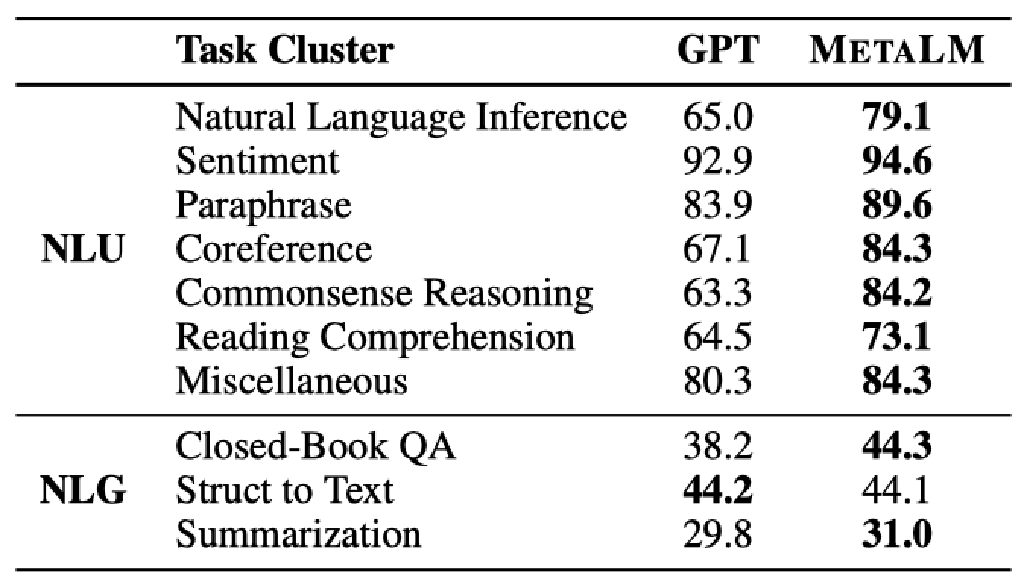 Task Cluster GPT METALM
Natural Language Inference 65.0 79.1
Sentiment 92.9 94.6
Paraphrase 83.9 89.6
NLU Coreference 67.1 84.3
Commonsense Reasoning 63.3 84.2
Reading Comprehension 64.5 73.1
Miscellaneous 80.3 84.3
Closed-Book QA 38.2 44.3
NLG Struct to Text 44.2 44.1
Summarization 29.8 31.0